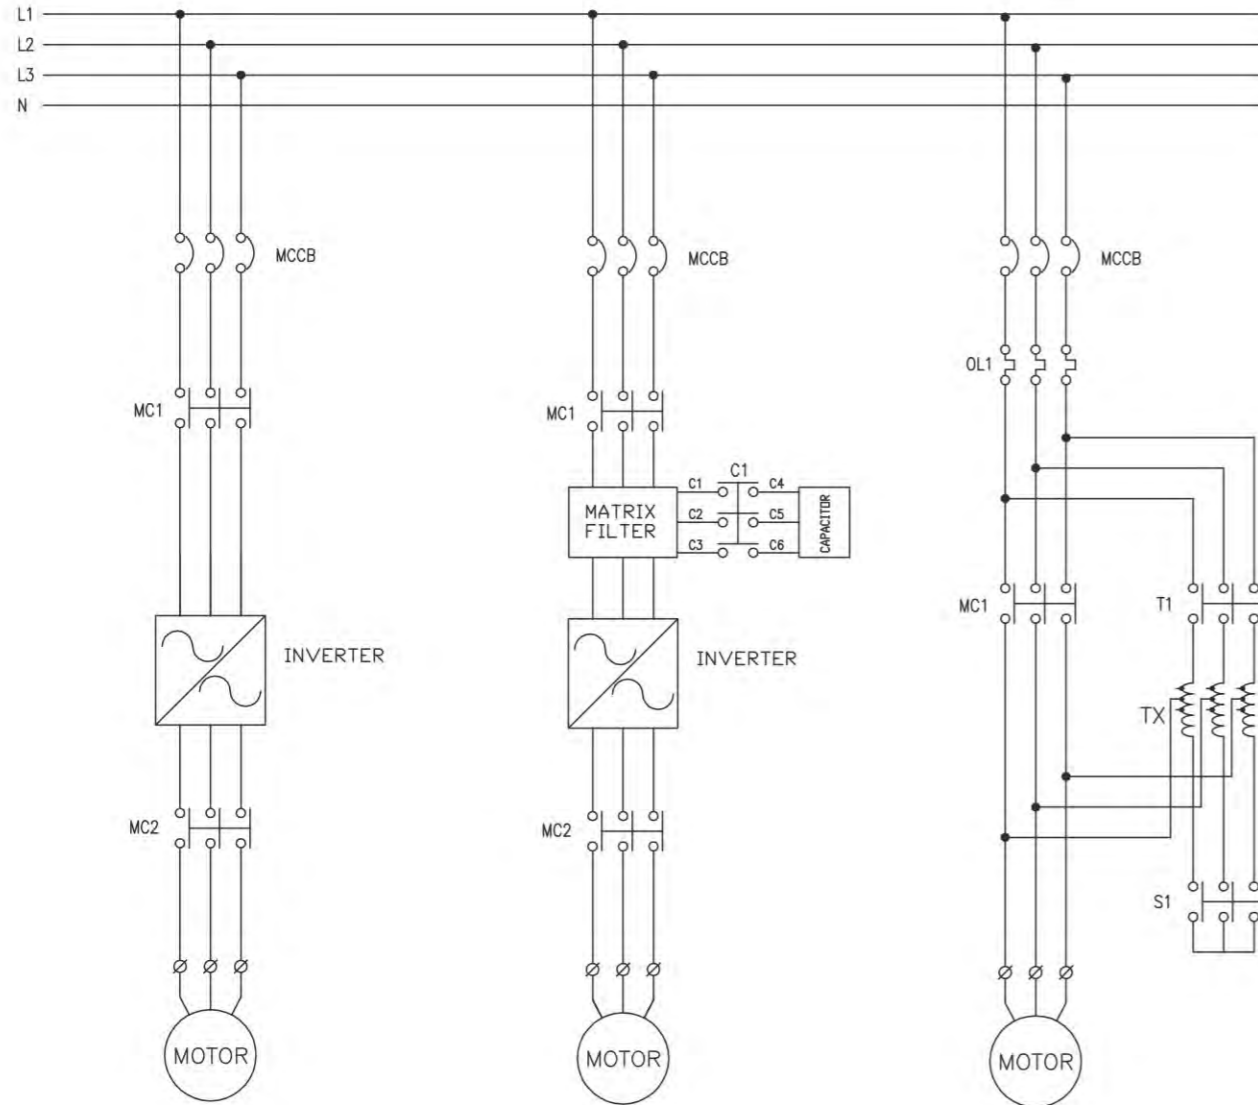 L1
L2
L3
N
MCCB
MCCB
MCCB
OL1
MC1
MC1
C1
C1
C4
MATRIX
FILTER
C2
C5
C3
C6
CAPACITOR
MC1
T1
INVERTER
INVERTER
TX
MC2
MC2
S1
MOTOR
MOTOR
MOTOR